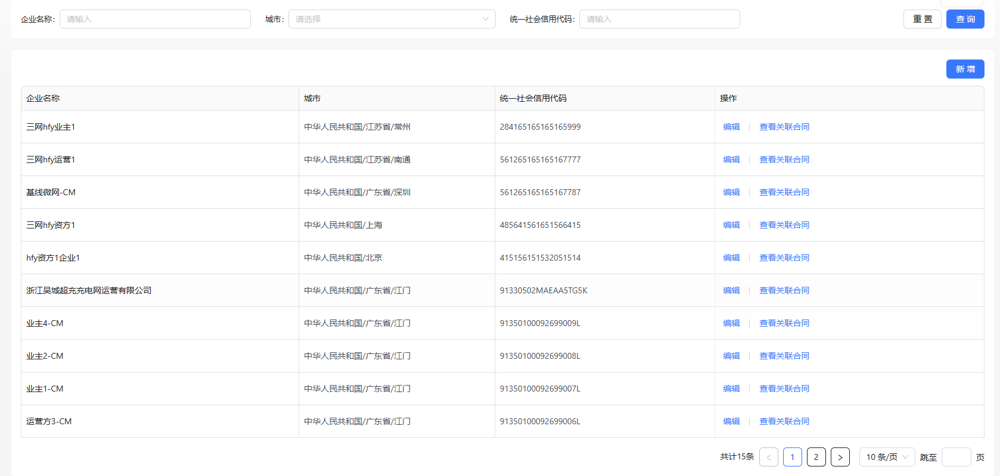 企业名称： 请输入 城市： 请选择 统一社会信用代码： 请输入 重 置 查 询
新 增
企业名称 城市 统一社会信用代码 操作
三网hfy业主1 中华人民共和国/江苏省/常州 284165165165165999 编辑 查看关联合同
三网hfy运营1 中华人民共和国/江苏省/南通 561265165165167777 编辑 查看关联合同
基线微网-CM 中华人民共和国/广东省/深圳 561265165165167787 编辑 查看关联合同
三网hfy资方1 中华人民共和国/上海 485641561651566415 编辑 查看关联合同
hfy资方1企业1 中华人民共和国/北京 415156151532051514 编辑 查看关联合同
浙江昊城超充充电网运营有限公司 中华人民共和国/广东省/江门 91330502MAEAA5TG5K 编辑 查看关联合同
业主4-CM 中华人民共和国/广东省/江门 91350100092699009L 编辑 查看关联合同
业主2-CM 中华人民共和国/广东省/江门 91350100092699008L 编辑 查看关联合同
业主1-CM 中华人民共和国/广东省/江门 91350100092699007L 编辑 查看关联合同
运营方3-CM 中华人民共和国/广东省/江门 91350100092699006L 编辑 查看关联合同
共计15条 < 1 2 > 10 条/页 跳至 页